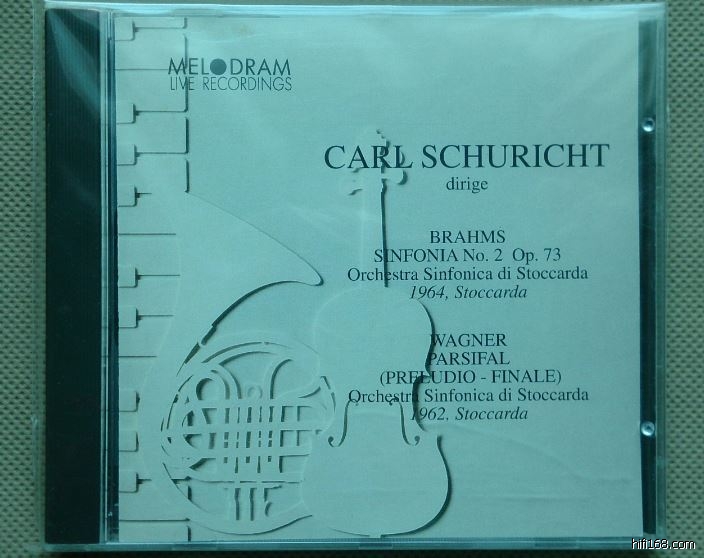 MELODRAM
LIVE RECORDINGS
CARL SCHURICHT
dirige
BRAHMS
SINFONIA No. 2 Op. 73
Orchestra Sinfonica di Stoccarda
1964, Stoccarda
WAGNER
PARSIFAL
(PRELUDIO - FINALE)
Orchestra Sinfonica di Stoccarda
1962, Stoccarda
hifi168.com